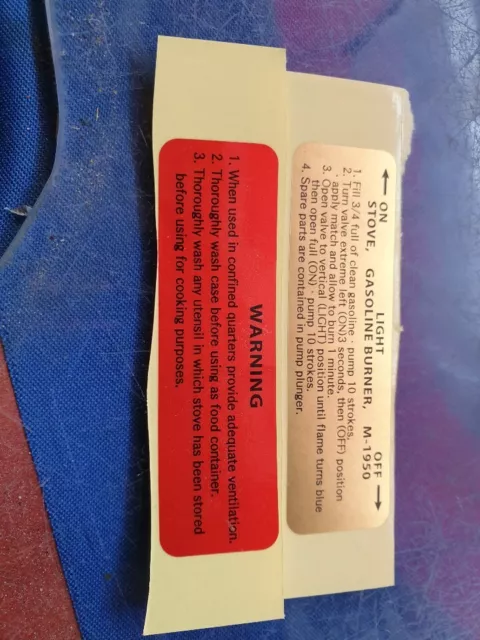 ← ON LIGHT OFF →
STOVE, GASOLINE BURNER, M-1950
1. Fill 3/4 full of clean gasoline · pump 10 strokes.
2. Turn valve extreme left (ON)3 seconds, then (OFF) position
· apply match and allow to burn 1 minute.
3. Open valve to vertical (LIGHT) position until flame turns blue
then open full (ON) · pump 10 strokes.
4. Spare parts are contained in pump plunger.
WARNING
1. When used in confined quarters provide adequate ventilation.
2. Thoroughly wash case before using as food container.
3. Thoroughly wash any utensil in which stove has been stored
before using for cooking purposes.